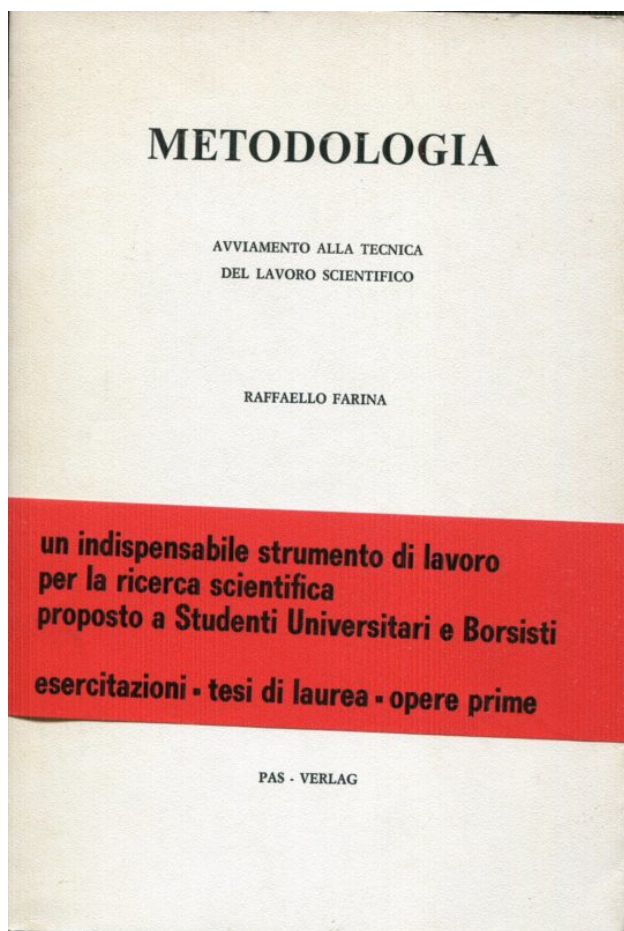 METODOLOGIA
AVVIAMENTO ALLA TECNICA
DEL LAVORO SCIENTIFICO
RAFFAELLO FARINA
un indispensabile strumento di lavoro
per la ricerca scientifica
proposto a Studenti Universitari e Borsisti
esercitazioni ▪ tesi di laurea ▪ opere prime
PAS - VERLAG